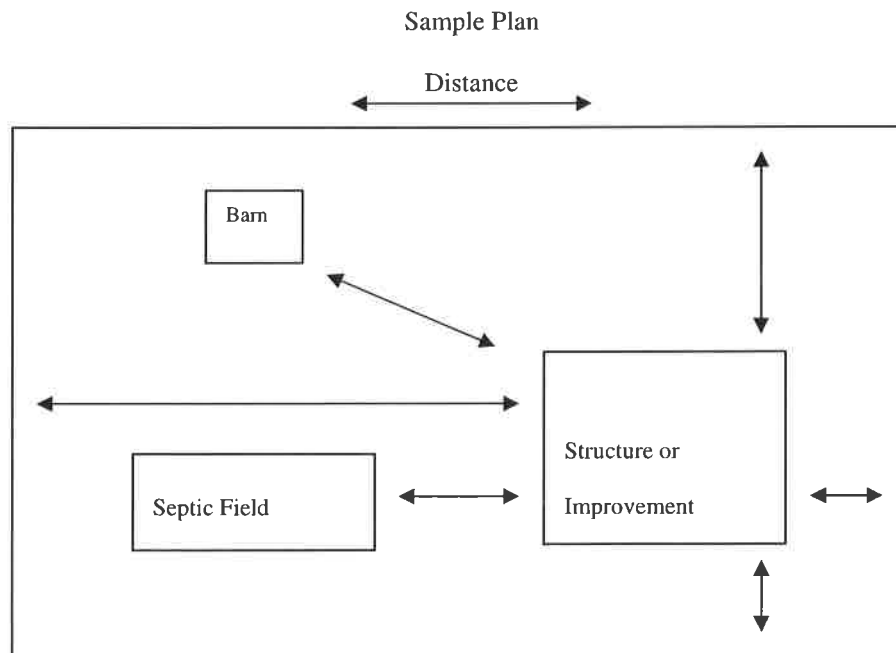 Sample Plan
Distance
Barn
Structure or
Improvement
Septic Field